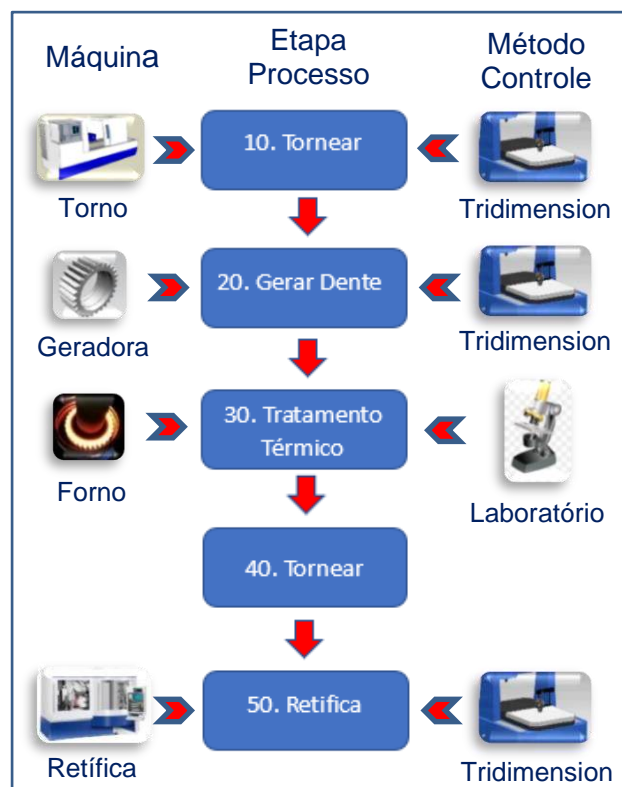 Máquina
Etapa
Processo
Método
Controle
10. Tornear
Torno
Tridimension
20. Gerar Dente
Geradora
Tridimension
30. Tratamento
Térmico
Forno
Laboratório
40. Tornear
50. Retifica
Retífica
Tridimension